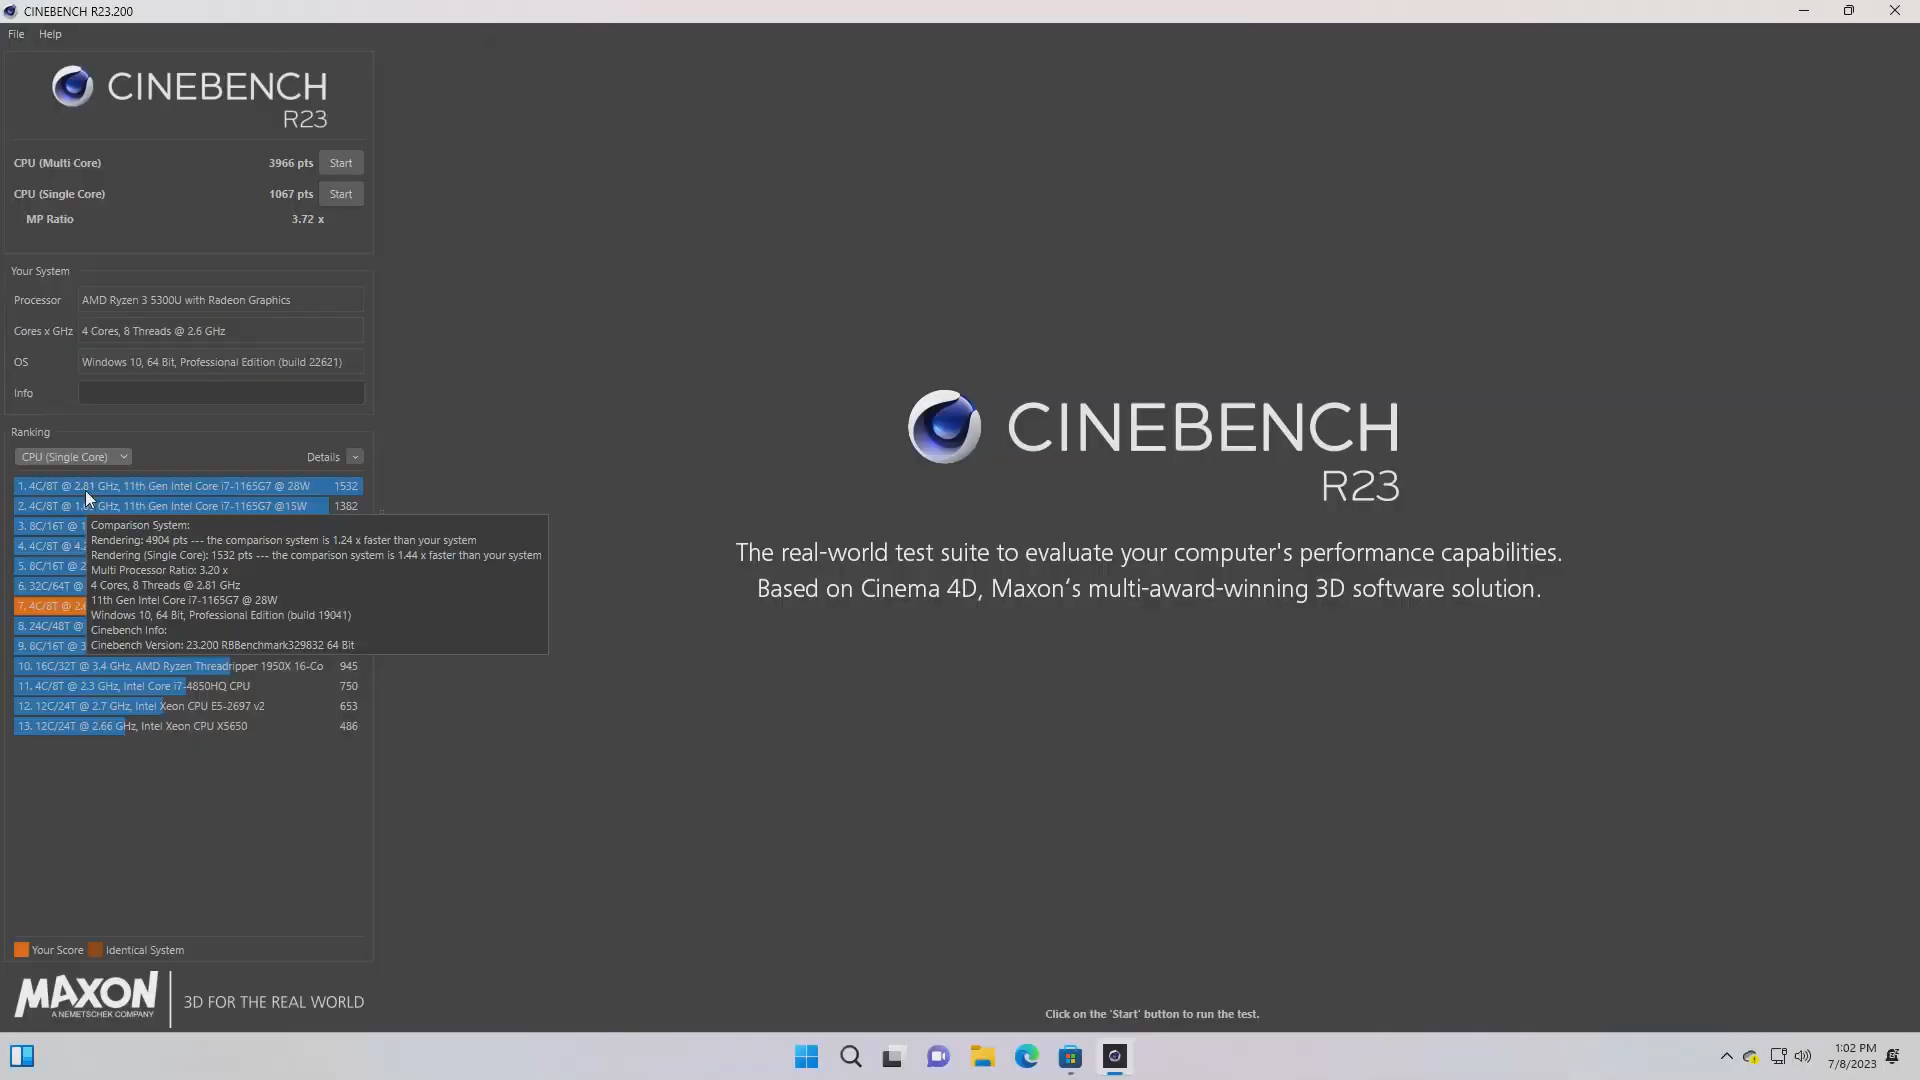 CINEBENCH R23.200
File Help
CINEBENCH
R23
CPU (Multi Core) 3966 pts Start
CPU (Single Core) 1067 pts Start
MP Ratio 3.72 x
Your System
Processor AMD Ryzen 3 5300U with Radeon Graphics
Cores x GHz 4 Cores, 8 Threads @ 2.6 GHz
OS Windows 10, 64 Bit, Professional Edition (build 22621)
Info
Ranking
CPU (Single Core) Details
1. 4C/8T @ 2.81 GHz, 11th Gen Intel Core i7-1165G7 @ 28W 1532
2. 4C/8T @ GHz, 11th Gen Intel Core i7-1165G7 @15W 1382
3. 8C/16T @ 1
4. 4C/8T @ 4.
5. 8C/16T @ 2
6. 32C/64T @
7. 4C/8T @ 2.
8. 24C/48T @
9. 8C/16T @ 3
Comparison System:
Rendering: 4904 pts --- the comparison system is 1.24 x faster than your system
Rendering (Single Core): 1532 pts --- the comparison system is 1.44 x faster than your system
Multi Processor Ratio: 3.20 x
4 Cores, 8 Threads @ 2.81 GHz
11th Gen Intel Core i7-1165G7 @ 28W
Windows 10, 64 Bit, Professional Edition (build 19041)
Cinebench Info:
Cinebench Version: 23.200 RBBenchmark329832 64 Bit
10. 16C/32T @ 3.4 GHz, AMD Ryzen Threadripper 1950X 16-Co 945
11. 4C/8T @ 2.3 GHz, Intel Core i7-4850HQ CPU 750
12. 12C/24T @ 2.7 GHz, Intel Xeon CPU E5-2697 v2 653
13. 12C/24T @ 2.66 GHz, Intel Xeon CPU X5650 486
Your Score Identical System
MAXON
A NEMETSCHEK COMPANY
3D FOR THE REAL WORLD
CINEBENCH
R23
The real-world test suite to evaluate your computer's performance capabilities.
Based on Cinema 4D, Maxon's multi-award-winning 3D software solution.
Click on the 'Start' button to run the test.
1:02 PM
7/8/2023